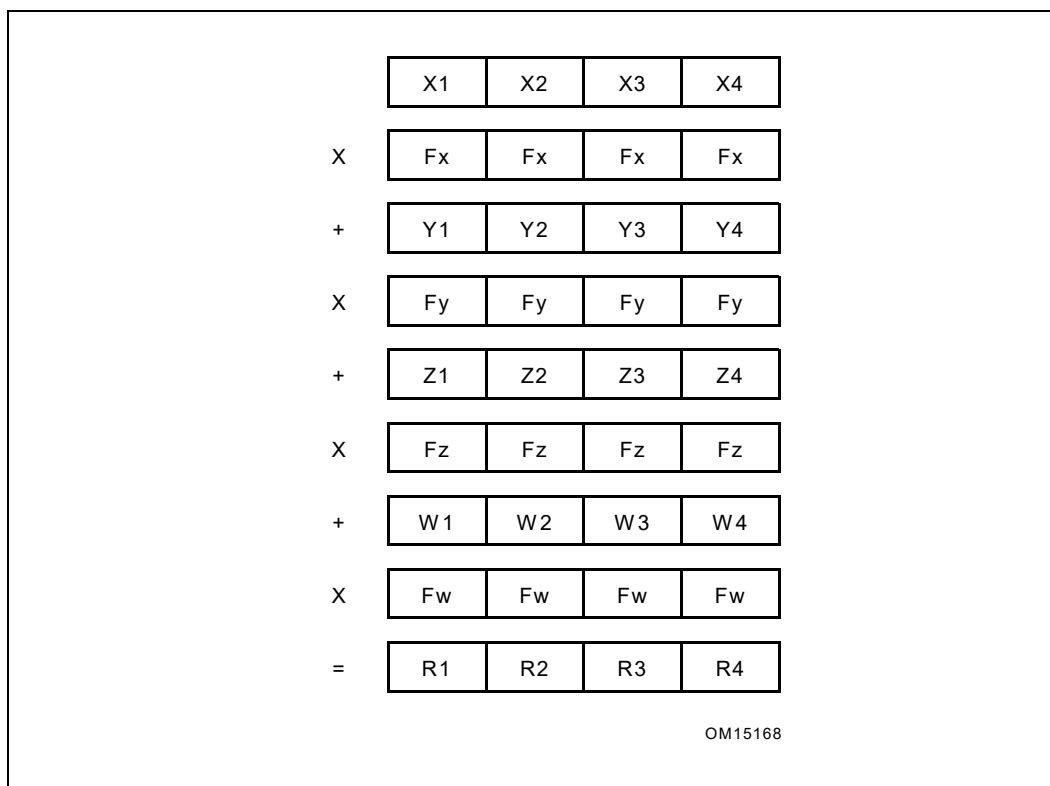 X1 X2 X3 X4
X Fx Fx Fx Fx
+ Y1 Y2 Y3 Y4
X Fy Fy Fy Fy
+ Z1 Z2 Z3 Z4
X Fz Fz Fz Fz
+ W1 W2 W3 W4
X Fw Fw Fw Fw
= R1 R2 R3 R4
OM15168